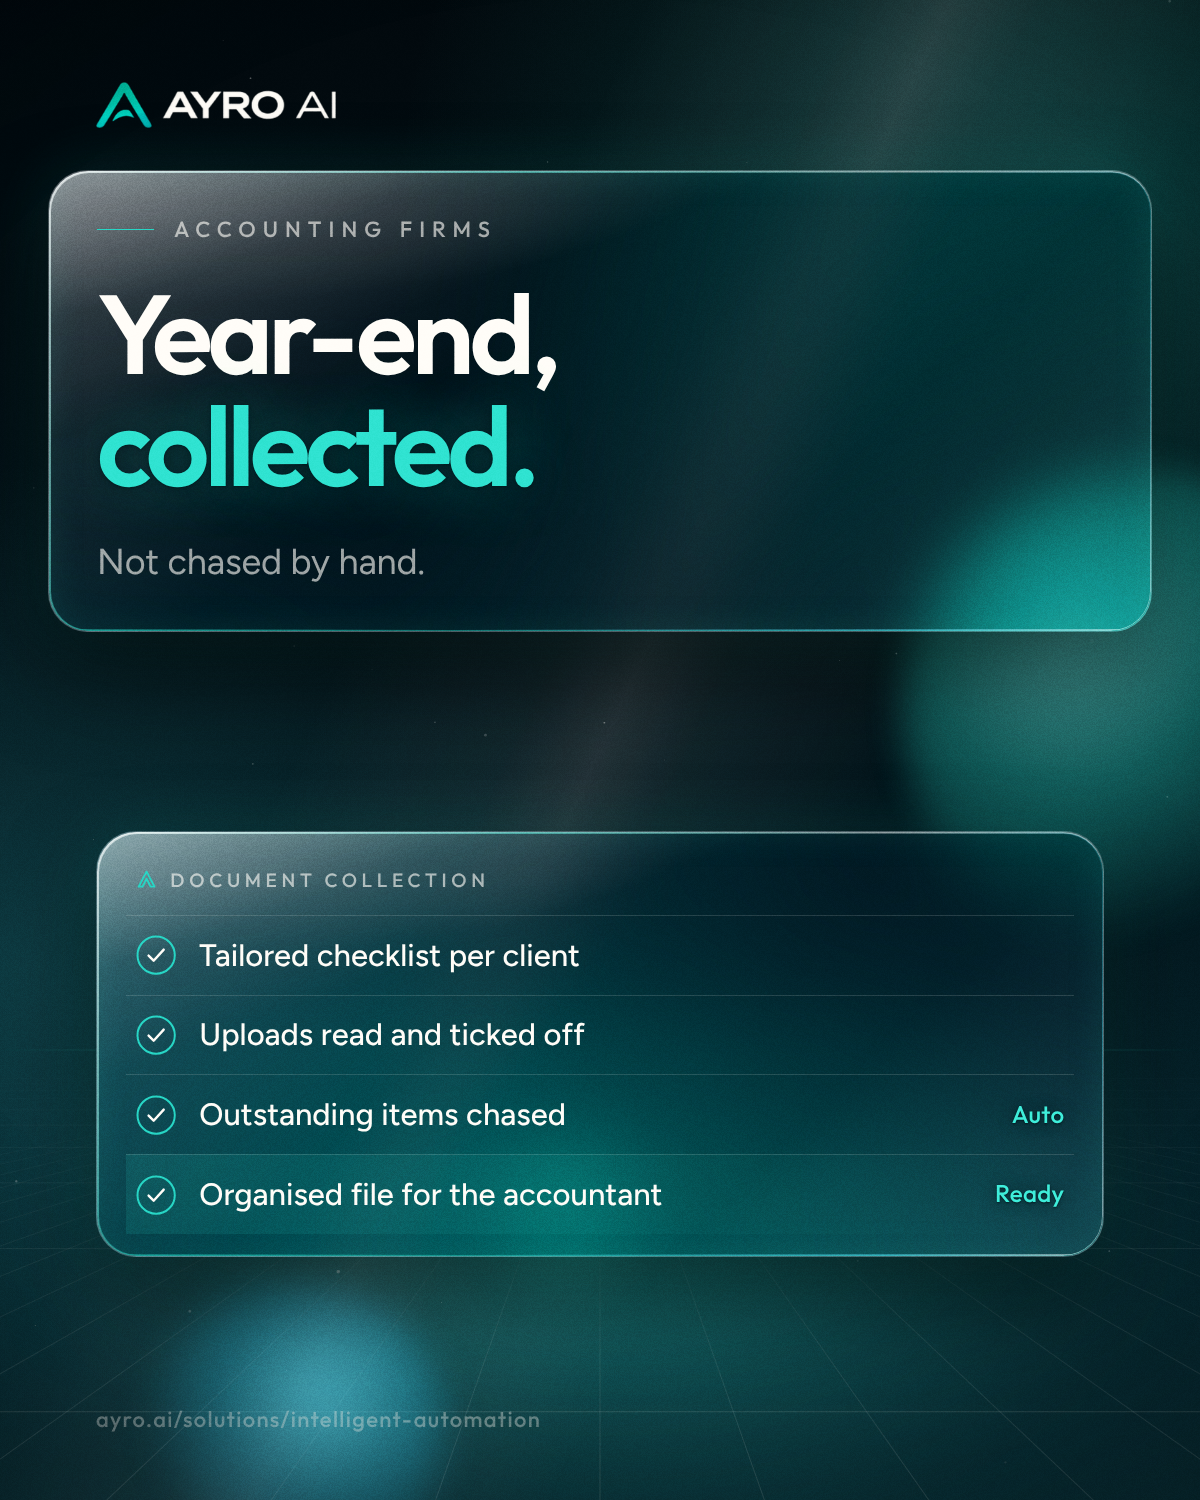 AYRO AI
ACCOUNTING FIRMS
Year-end,
collected.
Not chased by hand.
DOCUMENT COLLECTION
Tailored checklist per client
Uploads read and ticked off
Outstanding items chased Auto
Organised file for the accountant Ready
ayro.ai/solutions/intelligent-automation